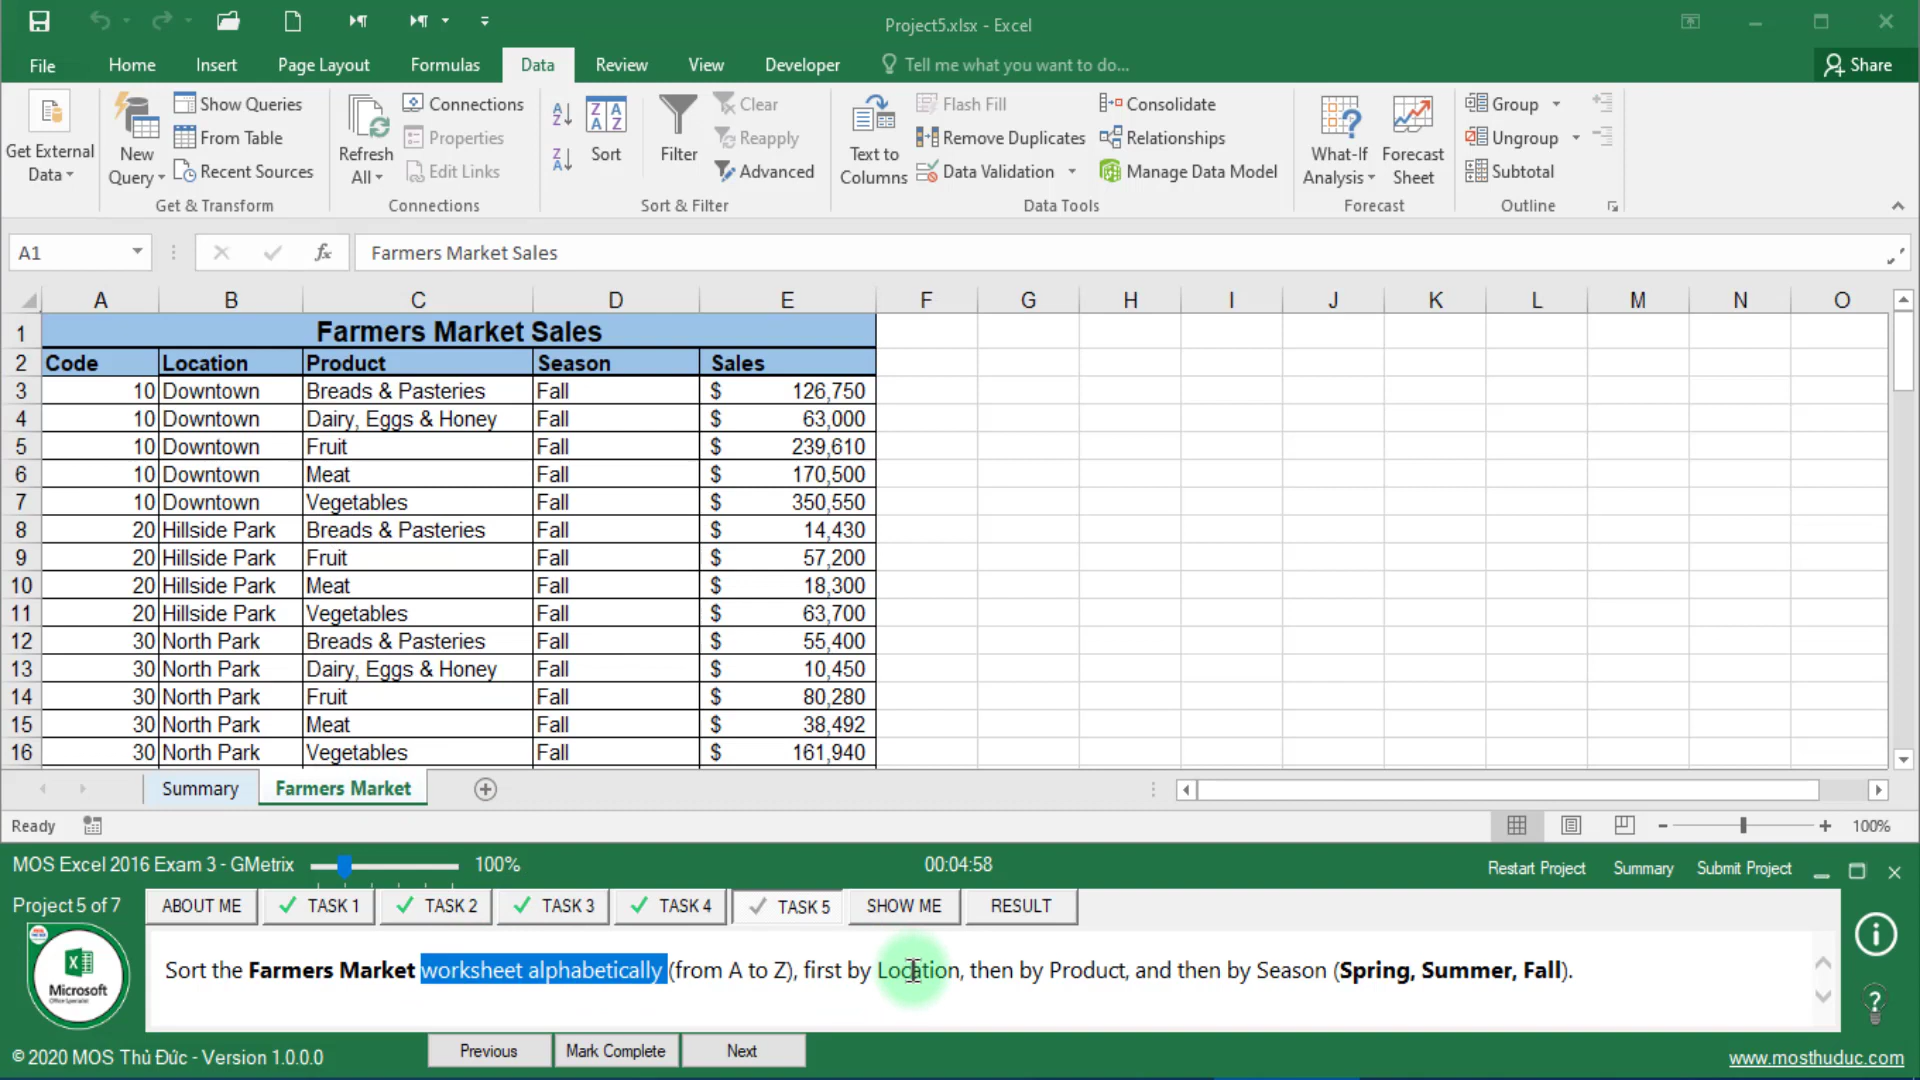 Project5.xlsx - Excel
File Home Insert Page Layout Formulas Data Review View Developer Tell me what you want to do... Share
Get External Data
New Query
Show Queries
From Table
Recent Sources
Get & Transform
Refresh All
Connections
Properties
Edit Links
Connections
Sort
Filter
Clear
Reapply
Advanced
Sort & Filter
Text to Columns
Flash Fill
Remove Duplicates
Data Validation
Consolidate
Relationships
Manage Data Model
Data Tools
What-If Analysis
Forecast Sheet
Forecast
Group
Ungroup
Subtotal
Outline
A1 fx Farmers Market Sales
A B C D E F G H I J K L M N O
1 Farmers Market Sales
2 Code Location Product Season Sales
3 10 Downtown Breads & Pasteries Fall $ 126,750
4 10 Downtown Dairy, Eggs & Honey Fall $ 63,000
5 10 Downtown Fruit Fall $ 239,610
6 10 Downtown Meat Fall $ 170,500
7 10 Downtown Vegetables Fall $ 350,550
8 20 Hillside Park Breads & Pasteries Fall $ 14,430
9 20 Hillside Park Fruit Fall $ 57,200
10 20 Hillside Park Meat Fall $ 18,300
11 20 Hillside Park Vegetables Fall $ 63,700
12 30 North Park Breads & Pasteries Fall $ 55,400
13 30 North Park Dairy, Eggs & Honey Fall $ 10,450
14 30 North Park Fruit Fall $ 80,280
15 30 North Park Meat Fall $ 38,492
16 30 North Park Vegetables Fall $ 161,940
Summary Farmers Market
Ready 100%
MOS Excel 2016 Exam 3 - GMetrix 100% 00:04:58 Restart Project Summary Submit Project
Project 5 of 7 ABOUT ME TASK 1 TASK 2 TASK 3 TASK 4 TASK 5 SHOW ME RESULT
Sort the Farmers Market worksheet alphabetically (from A to Z), first by Location, then by Product, and then by Season (Spring, Summer, Fall).
Microsoft
Previous Mark Complete Next
© 2020 MOS Thủ Đức - Version 1.0.0.0 www.mosthuduc.com